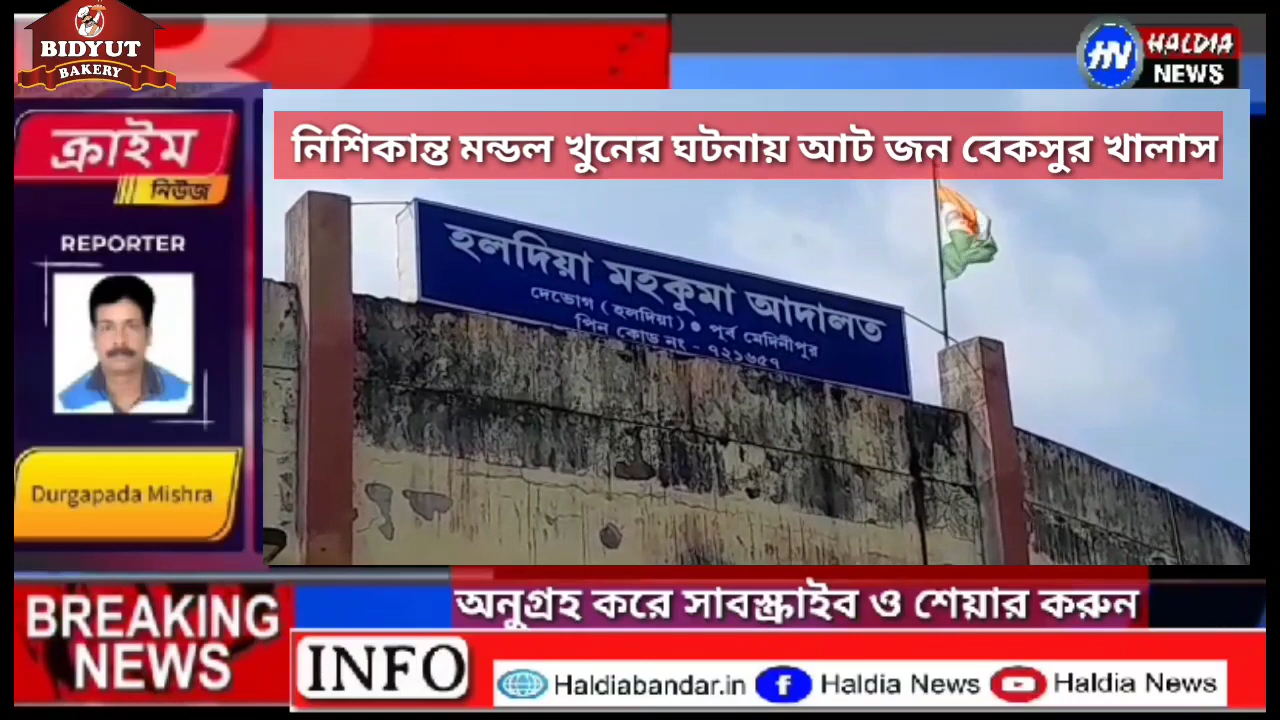 BIDYUT
BAKERY
HN
HALDIA
NEWS
ক্রাইম
নিউজ
নিশিকান্ত মন্ডল খুনের ঘটনায় আট জন বেকসুর খালাস
REPORTER
হলদিয়া মহকুমা আদালত
দেভোগ ( হলদিয়া ) • পূর্ব মেদিনীপুর
পিন কোড নং - ৭২১৬৫৭
Durgapada Mishra
BREAKING
NEWS
অনুগ্রহ করে সাবস্ক্রাইব ও শেয়ার করুন
INFO
Haldiabandar.in
Haldia News
Haldia News